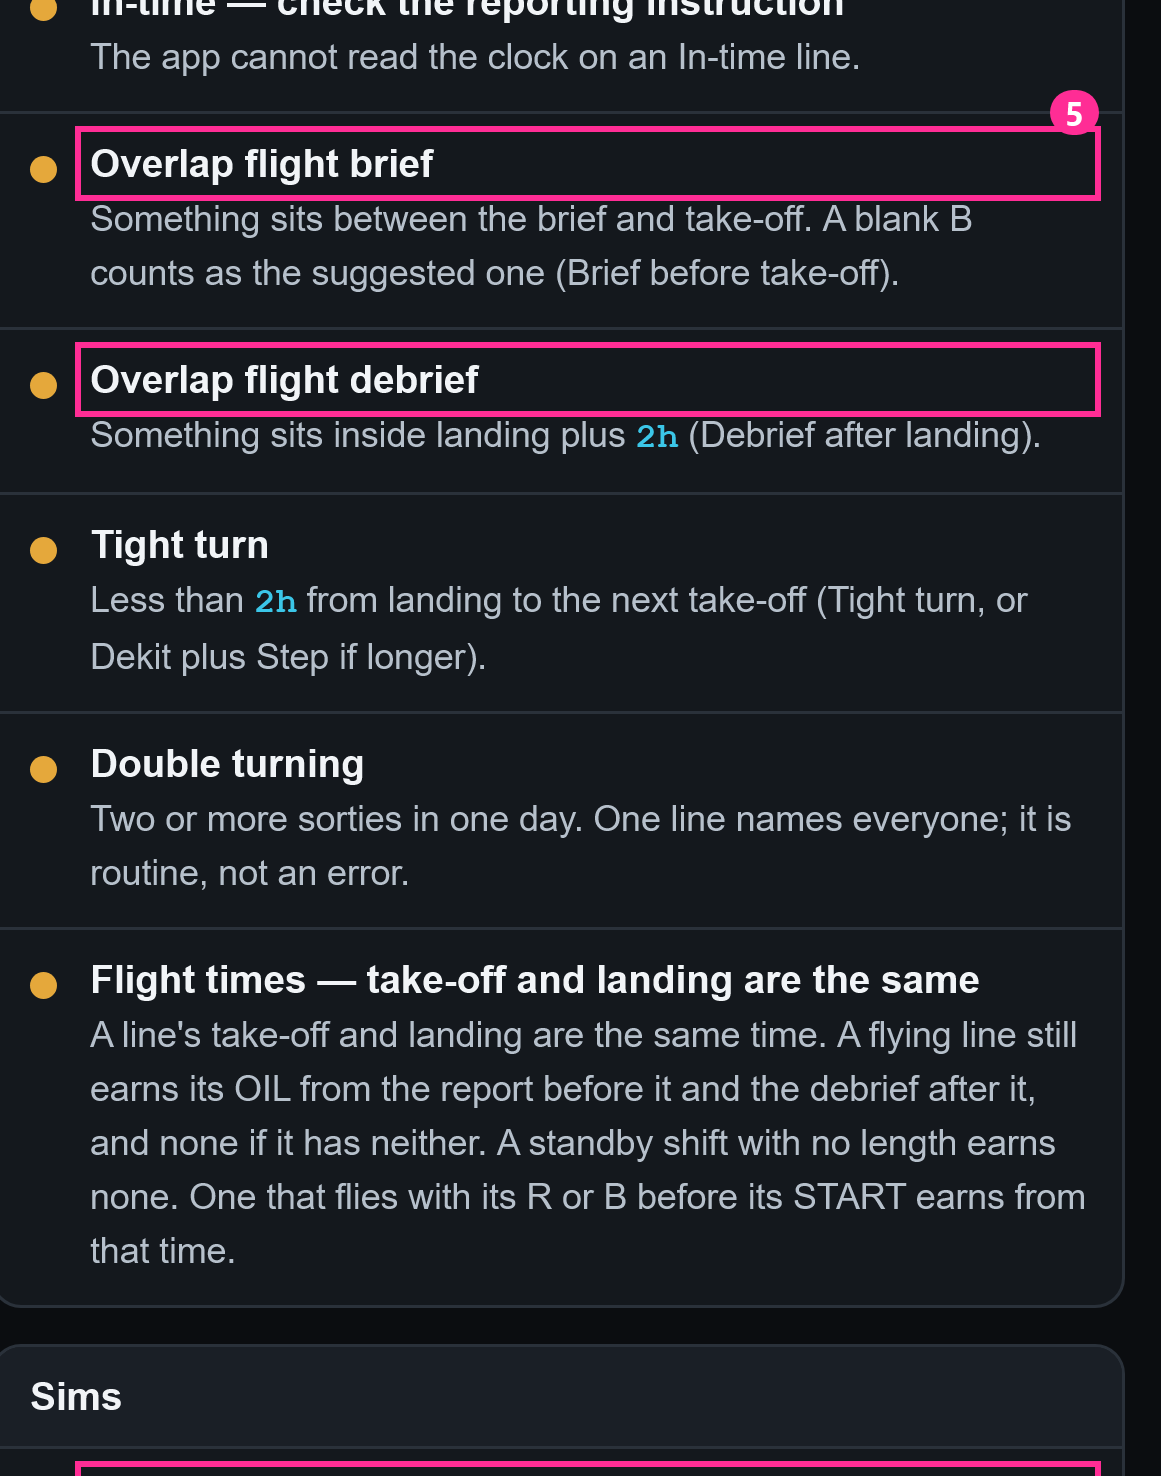 In-time — check the reporting instruction
The app cannot read the clock on an In-time line.
5
Overlap flight brief
Something sits between the brief and take-off. A blank B
counts as the suggested one (Brief before take-off).
Overlap flight debrief
Something sits inside landing plus 2h (Debrief after landing).
Tight turn
Less than 2h from landing to the next take-off (Tight turn, or
Dekit plus Step if longer).
Double turning
Two or more sorties in one day. One line names everyone; it is
routine, not an error.
Flight times — take-off and landing are the same
A line's take-off and landing are the same time. A flying line still
earns its OIL from the report before it and the debrief after it,
and none if it has neither. A standby shift with no length earns
none. One that flies with its R or B before its START earns from
that time.
Sims